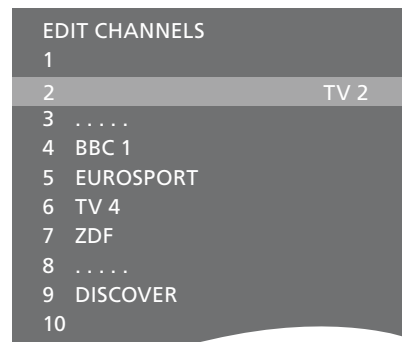 EDIT CHANNELS
1
2 TV 2
3 . . . . .
4 BBC 1
5 EUROSPORT
6 TV 4
7 ZDF
8 . . . . .
9 DISCOVER
10